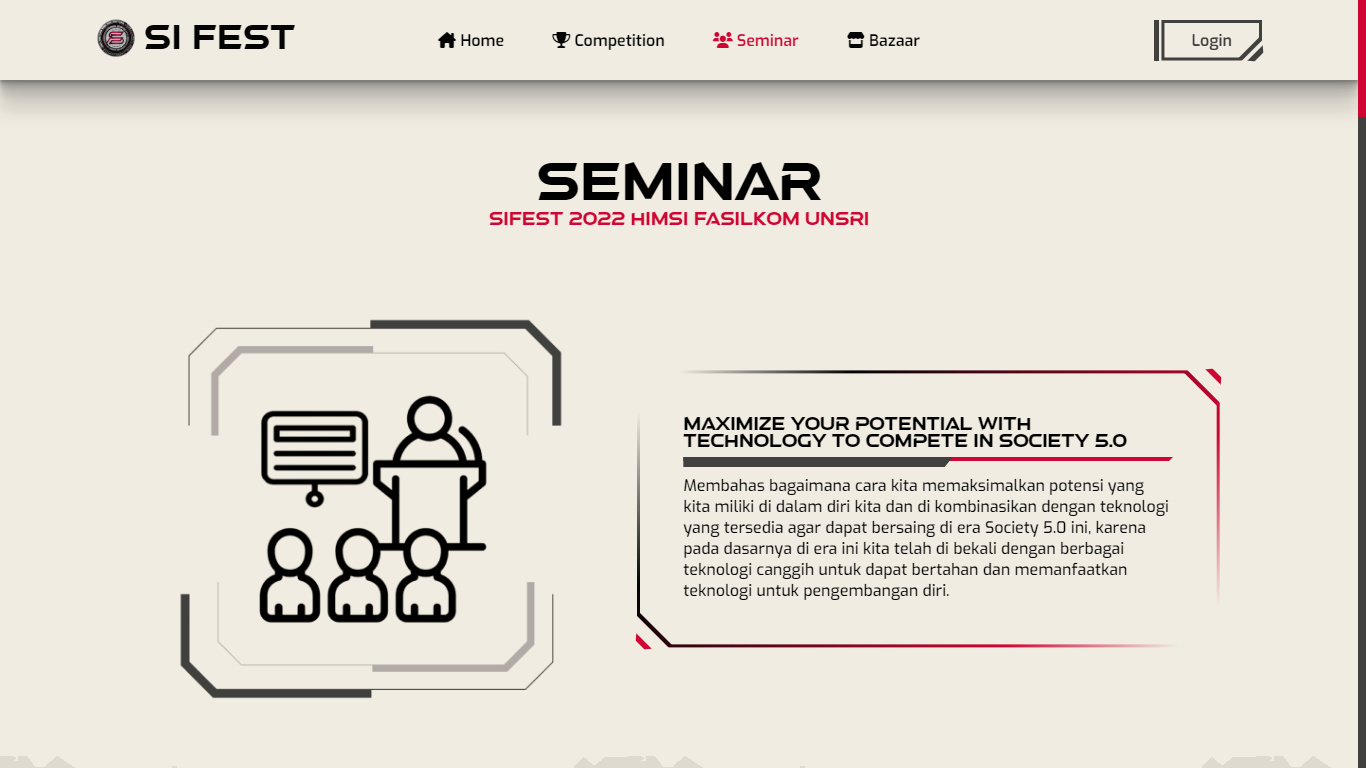 SI FEST
Home
Competition
Seminar
Bazaar
Login
SEMINAR
SIFEST 2022 HIMSI FASILKOM UNSRI
MAXIMIZE YOUR POTENTIAL WITH
TECHNOLOGY TO COMPETE IN SOCIETY 5.0
Membahas bagaimana cara kita memaksimalkan potensi yang
kita miliki di dalam diri kita dan di kombinasikan dengan teknologi
yang tersedia agar dapat bersaing di era Society 5.0 ini, karena
pada dasarnya di era ini kita telah di bekali dengan berbagai
teknologi canggih untuk dapat bertahan dan memanfaatkan
teknologi untuk pengembangan diri.